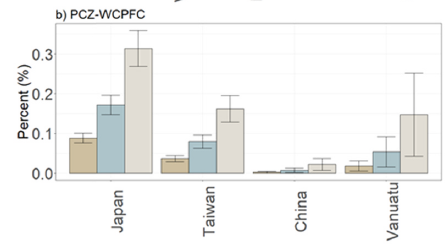 b) PCZ-WCPFC
Percent (%)
0.3
0.2
0.1
0.0
Japan
Taiwan
China
Vanuatu